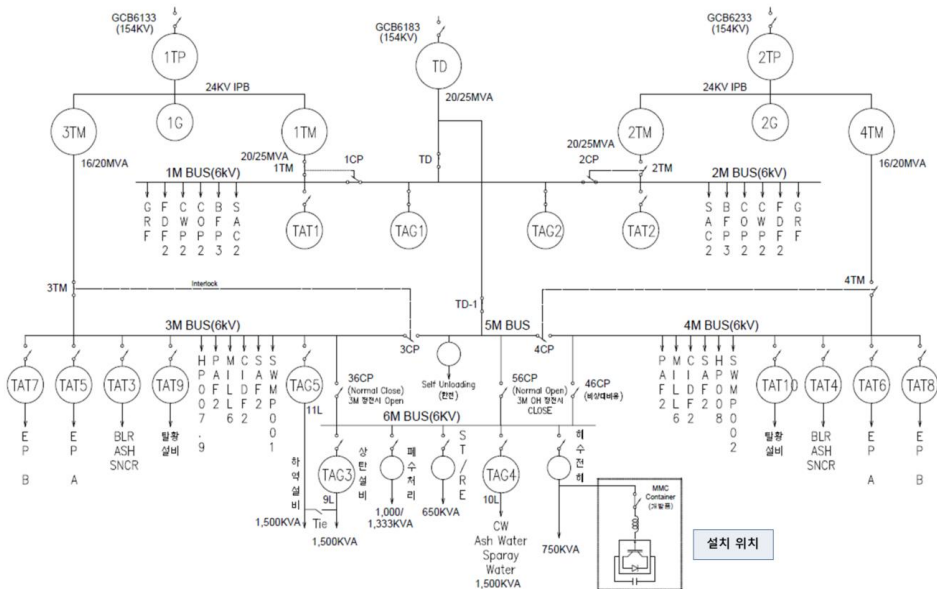 GCB6133
(154KV)
GCB6183
(154KV)
GCB6233
(154KV)
1TP
TD
2TP
24KV IPB
20/25MVA
24KV IPB
3TM
1G
1TM
2TM
2G
4TM
16/20MVA
20/25MVA
1TM
1CP
TD
20/25MVA
2CP
2TM
16/20MVA
1M BUS(6kV)
2M BUS(6kV)
GRF
FDF2
CWP2
COP2
BFP3
SAC2
TAT1
TAG1
TAG2
TAT2
SAC2
BFP3
COP2
CWP2
FDF2
GRF
3TM
Interlock
TD-1
4TM
3M BUS(6kV)
3CP
5M BUS
4CP
4M BUS(6kV)
TAT7
TAT5
TAT3
TAT9
HP007.9
PAF2
MILL6
CIDF2
SAF2
SWMP001
TAG5
11L
36CP
(Normal Close)
3M 정전시 Open
Self Unloading
(한전)
56CP
(Normal Open)
3M OH 정전시
CLOSE
46CP
(비상대비용)
PAF2
MILL6
CIDF2
SAF2
HP008
SWMP002
TAT10
TAT4
TAT6
TAT8
6M BUS(6KV)
EP B
EP A
BLR
ASH
SNCR
탈황
설비
하역설비
1,500KVA
Tie
TAG3
9L
상탄설비
1,500KVA
폐수처리
1,000/
1,333KVA
ST/RE
650KVA
TAG4
10L
CW
Ash Water
Sparay
Water
1,500KVA
해수전해
750KVA
MMC
Container
(개발품)
설치 위치
탈황
설비
BLR
ASH
SNCR
EP A
EP B